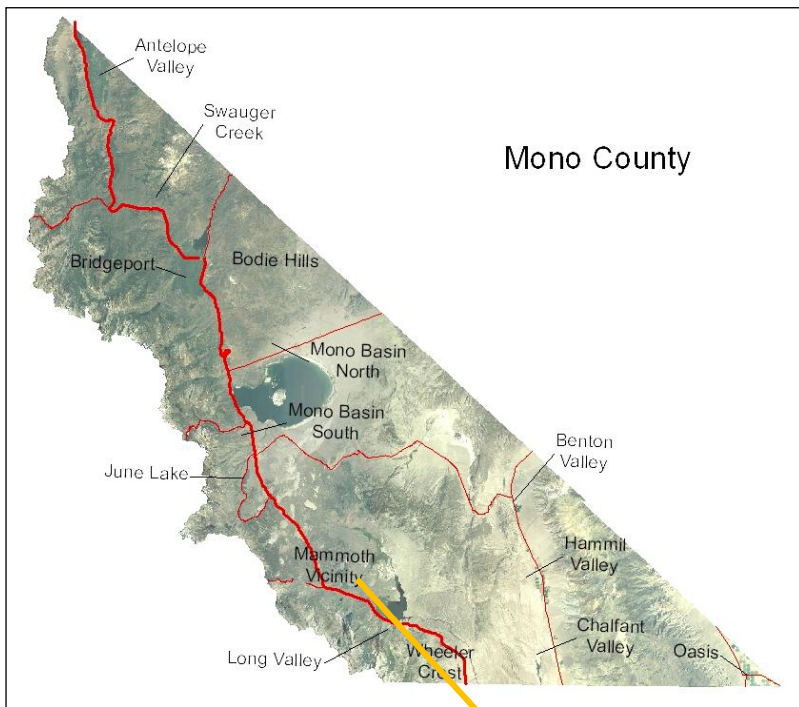 Antelope
Valley
Swauger
Creek
Mono County
Bridgeport
Bodie Hills
Mono Basin
North
Mono Basin
South
June Lake
Benton
Valley
Mammoth
Vicinity
Hammil
Valley
Long Valley
Wheeler
Crest
Chalfant
Valley
Oasis